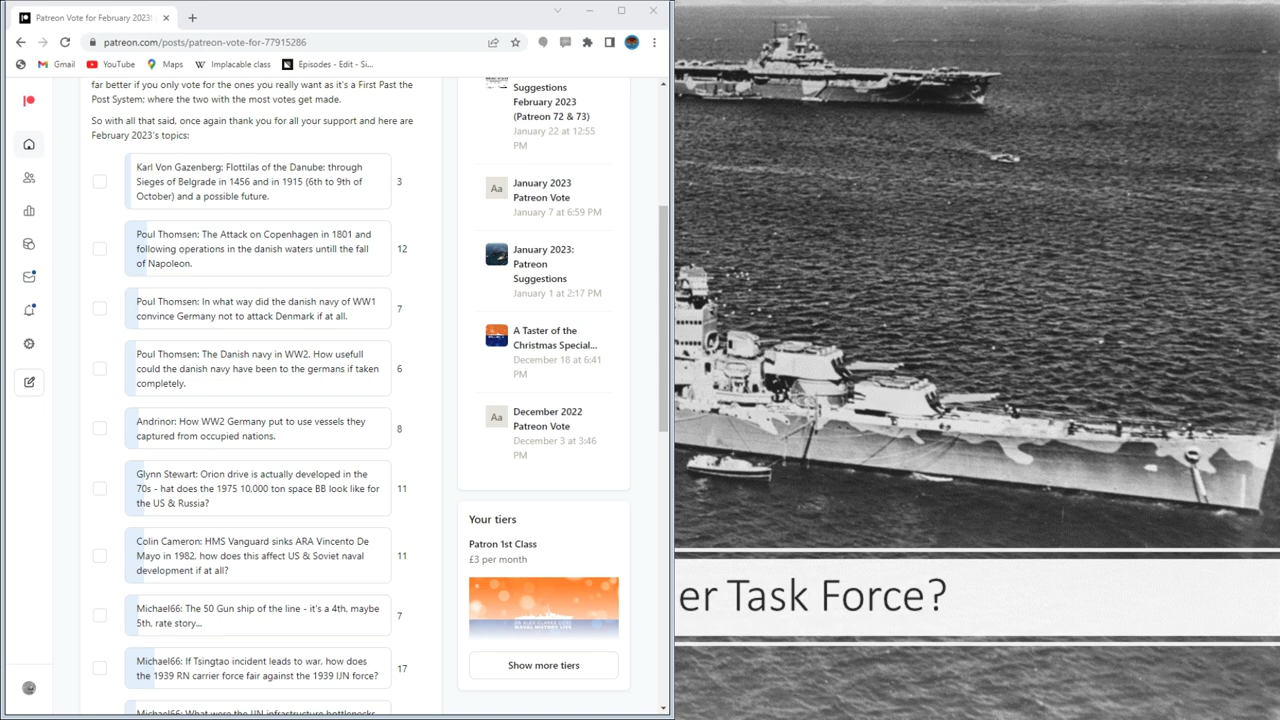 Patreon Vote for February 2023!
patreon.com/posts/patreon-vote-for-77915286
Gmail
YouTube
Maps
Implacable class
Episodes - Edit - Si...
far better if you only vote for the ones you really want as it's a First Past the
Post System: where the two with the most votes get made.
So with all that said, once again thank you for all your support and here are
February 2023's topics:
Karl Von Gazenberg: Flottilas of the Danube: through
Sieges of Belgrade in 1456 and in 1915 (6th to 9th of
October) and a possible future.
3
Poul Thomsen: The Attack on Copenhagen in 1801 and
following operations in the danish waters untill the fall
of Napoleon.
12
Poul Thomsen: In what way did the danish navy of WW1
convince Germany not to attack Denmark if at all.
7
Poul Thomsen: The Danish navy in WW2. How usefull
could the danish navy have been to the germans if taken
completely.
6
Andrinor: How WW2 Germany put to use vessels they
captured from occupied nations.
8
Glynn Stewart: Orion drive is actually developed in the
70s - hat does the 1975 10,000 ton space BB look like for
the US & Russia?
11
Colin Cameron: HMS Vanguard sinks ARA Vincento De
Mayo in 1982, how does this affect US & Soviet naval
development if at all?
11
Michael66: The 50 Gun ship of the line - it's a 4th, maybe
5th, rate story...
7
Michael66: If Tsingtao incident leads to war, how does
the 1939 RN carrier force fair against the 1939 IJN force?
17
Michael66: What were the IJN infrastructure bottlenecks
Suggestions
February 2023
(Patreon 72 & 73)
January 22 at 12:55
PM
Aa
January 2023
Patreon Vote
January 7 at 6:59 PM
January 2023:
Patreon
Suggestions
January 1 at 2:17 PM
A Taster of the
Christmas Special...
December 18 at 6:41
PM
Aa
December 2022
Patreon Vote
December 3 at 3:46
PM
Your tiers
Patron 1st Class
£3 per month
Show more tiers
er Task Force?